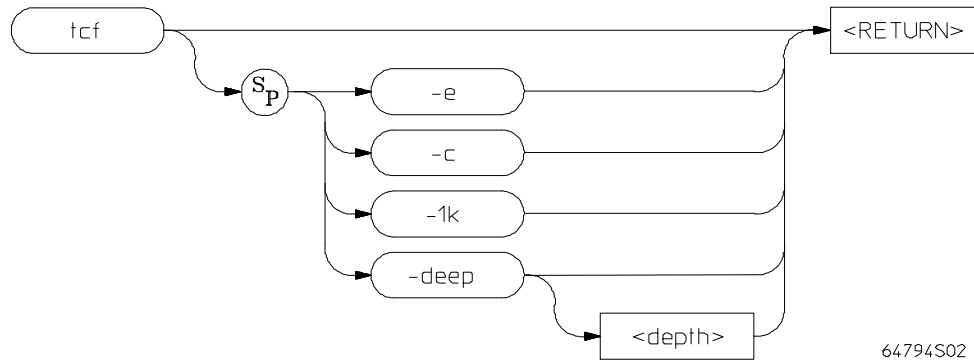 tcf
<RETURN>
SP
-e
-c
-1k
-deep
<depth>
64794S02